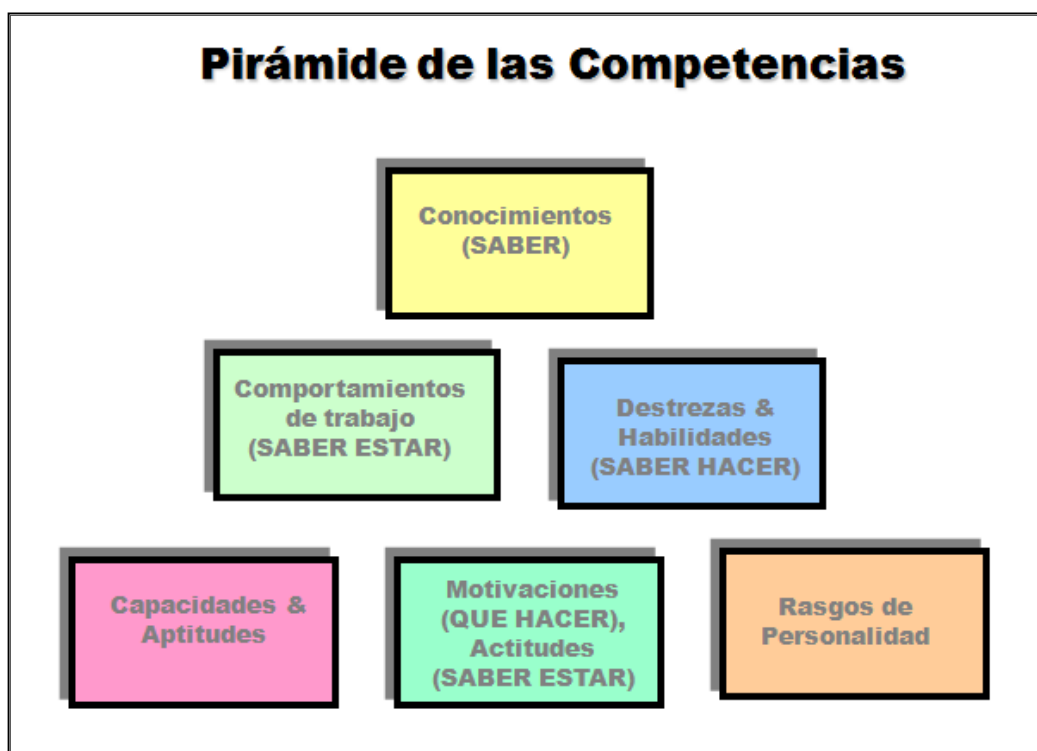 Pirámide de las Competencias
Conocimientos
(SABER)
Comportamientos
de trabajo
(SABER ESTAR)
Destrezas &
Habilidades
(SABER HACER)
Capacidades &
Aptitudes
Motivaciones
(QUE HACER),
Actitudes
(SABER ESTAR)
Rasgos de
Personalidad